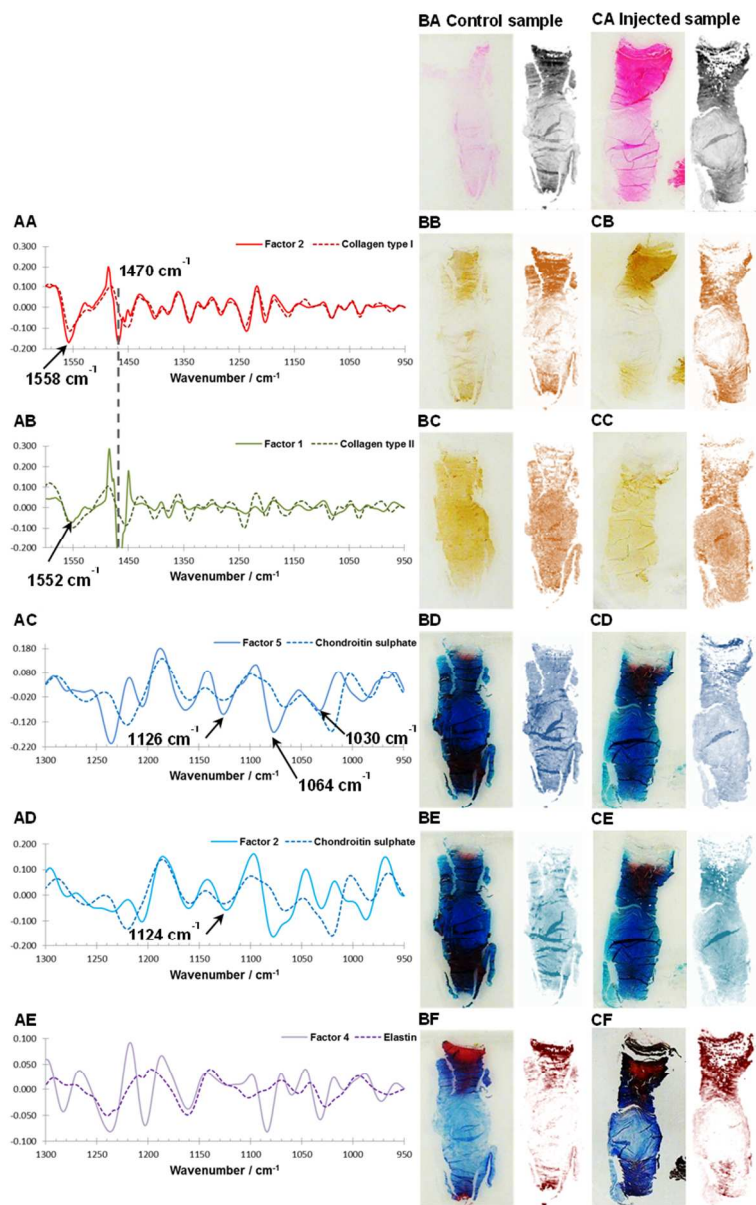 BA Control sample CA Injected sample
AA
BB CB
0.300
0.200
0.100
0.000
-0.100
-0.200
Factor 2 Collagen type I
1470 cm-1
1558 cm-1
1550 1450 1350 1250 1150 1050 950
Wavenumber / cm-1
AB
BC CC
0.300
0.200
0.100
0.000
-0.100
-0.200
Factor 1 Collagen type II
1552 cm-1
1550 1450 1350 1250 1150 1050 950
Wavenumber / cm-1
AC
BD CD
0.180
0.080
-0.020
-0.120
-0.220
Factor 5 Chondroitin sulphate
1126 cm-1
1064 cm-1
1030 cm-1
1300 1250 1200 1150 1100 1050 1000 950
Wavenumber / cm-1
AD
BE CE
0.200
0.100
0.000
-0.100
-0.200
Factor 2 Chondroitin sulphate
1124 cm-1
1300 1250 1200 1150 1100 1050 1000 950
Wavenumber / cm-1
AE
BF CF
0.100
0.050
0.000
-0.050
-0.100
Factor 4 Elastin
1300 1250 1200 1150 1100 1050 1000 950
Wavenumber / cm-1